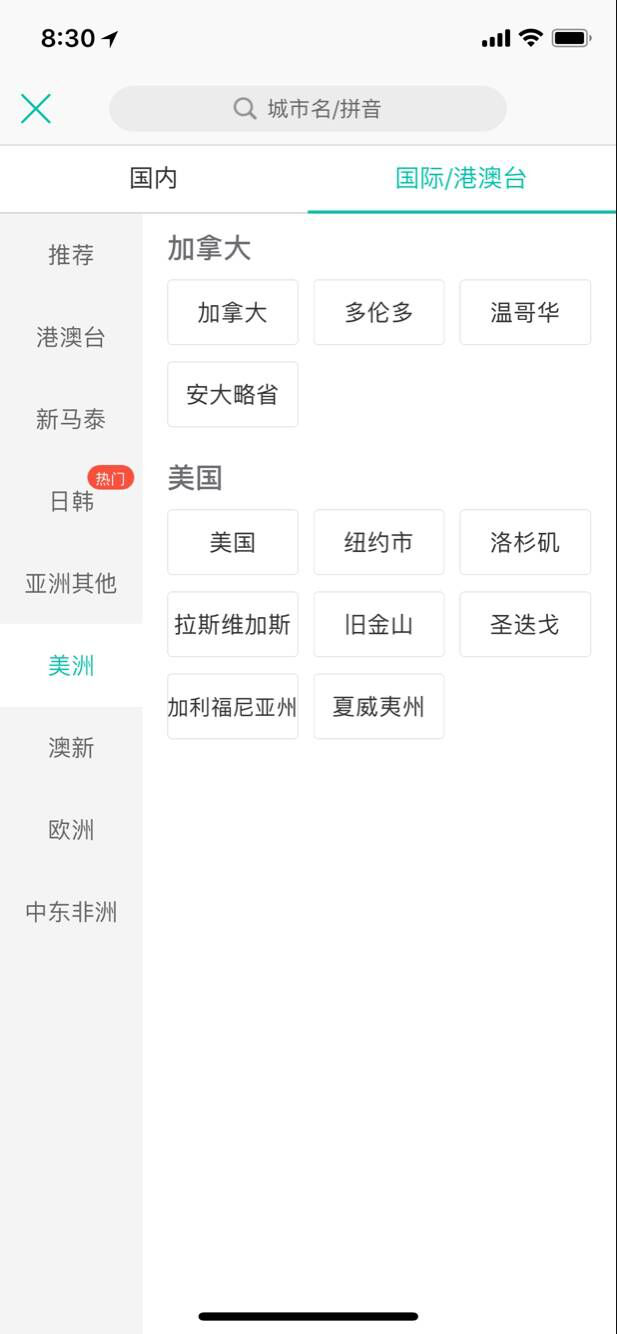 8:30
城市名/拼音
国内
国际/港澳台
推荐
港澳台
新马泰
热门
日韩
亚洲其他
美洲
澳新
欧洲
中东非洲
加拿大
加拿大 多伦多 温哥华
安大略省
美国
美国 纽约市 洛杉矶
拉斯维加斯 旧金山 圣迭戈
加利福尼亚州 夏威夷州